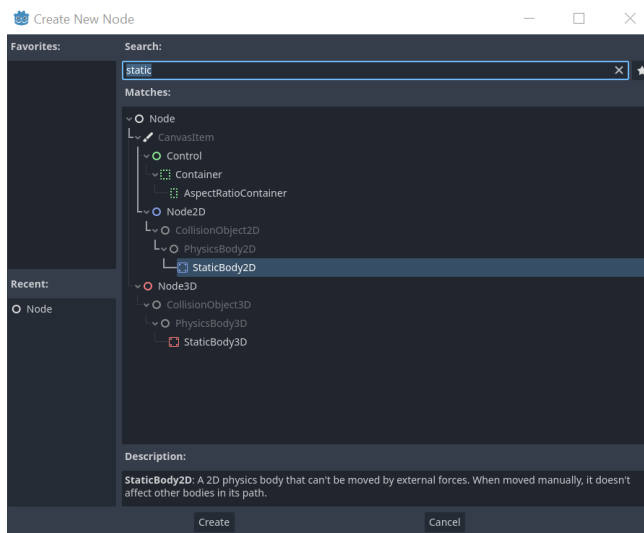 Create New Node
Favorites:
Search:
static
Matches:
Node
CanvasItem
Control
Container
AspectRatioContainer
Node2D
CollisionObject2D
PhysicsBody2D
StaticBody2D
Node3D
CollisionObject3D
PhysicsBody3D
StaticBody3D
Recent:
Node
Description:
StaticBody2D: A 2D physics body that can't be moved by external forces. When moved manually, it doesn't
affect other bodies in its path.
Create
Cancel